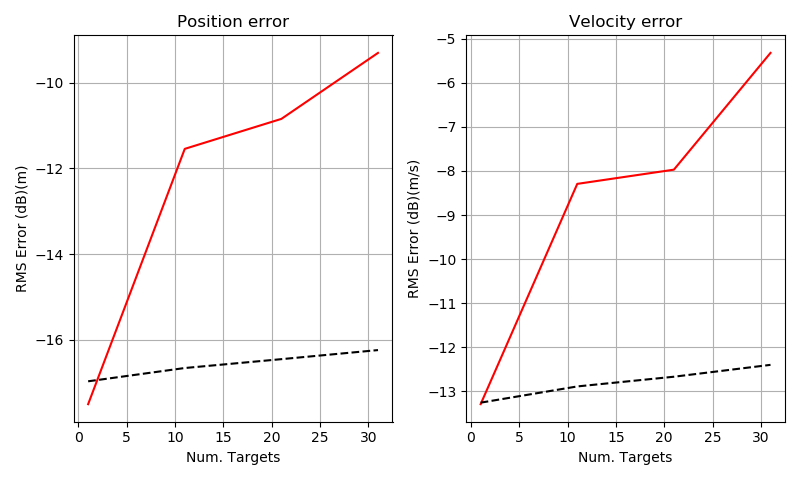 Position error
RMS Error (dB)(m)
−10
−12
−14
−16
0 5 10 15 20 25 30
Num. Targets
Velocity error
RMS Error (dB)(m/s)
−5
−6
−7
−8
−9
−10
−11
−12
−13
0 5 10 15 20 25 30
Num. Targets